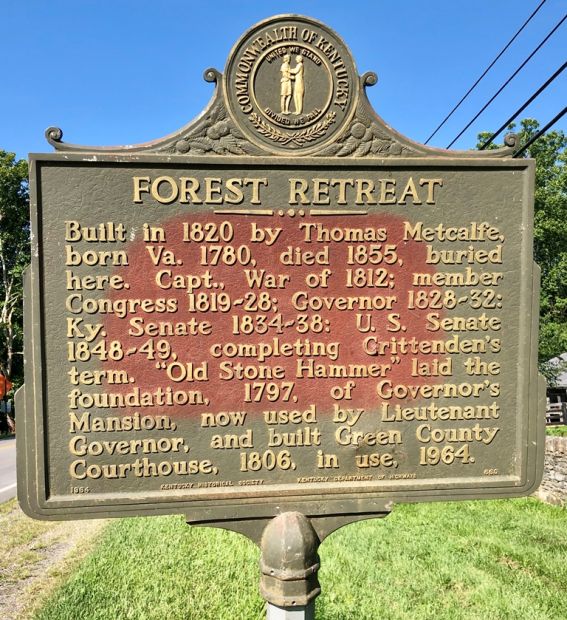 COMMONWEALTH OF KENTUCKY
UNITED WE STAND
DIVIDED WE FALL
FOREST RETREAT
Built in 1820 by Thomas Metcalfe,
born Va. 1780, died 1855, buried
here. Capt., War of 1812; member
Congress 1819-28; Governor 1828-32;
Ky. Senate 1834-38; U. S. Senate
1848-49, completing Crittenden's
term. "Old Stone Hammer" laid the
foundation, 1797, of Governor's
Mansion, now used by Lieutenant
Governor, and built Green County
Courthouse, 1806, in use, 1964.
1964 KENTUCKY HISTORICAL SOCIETY KENTUCKY DEPARTMENT OF HIGHWAYS